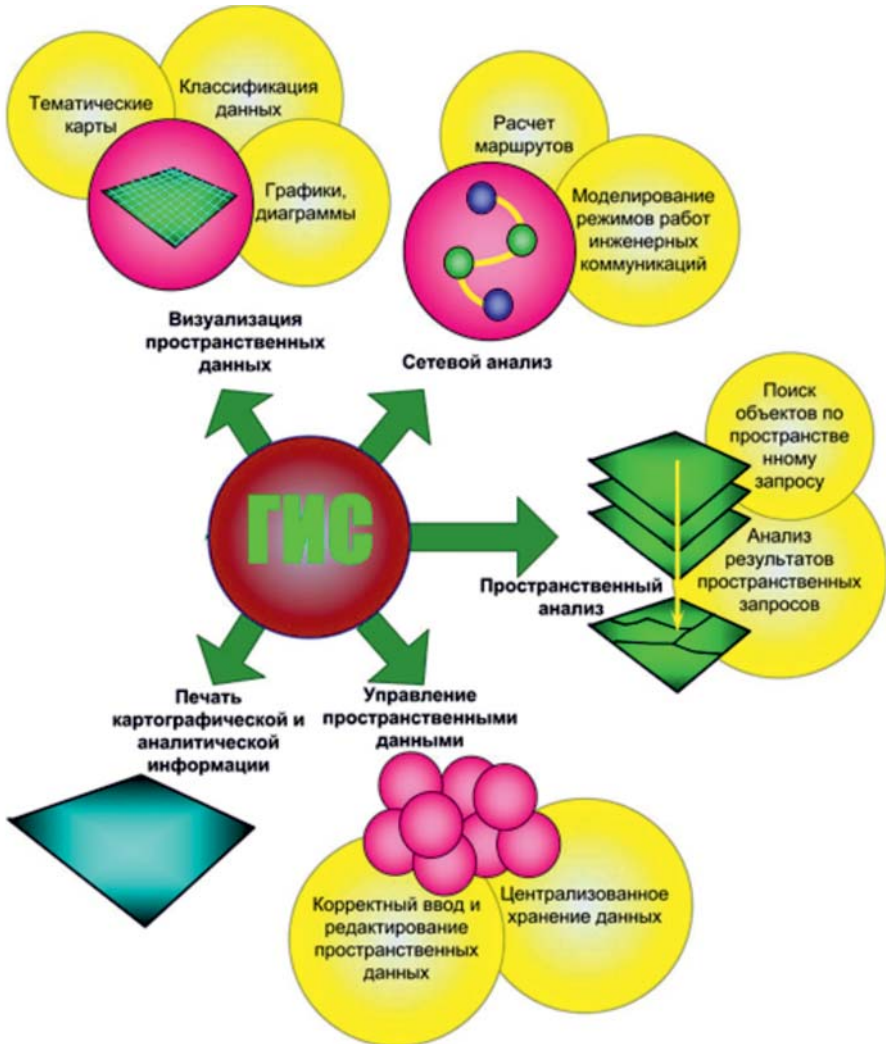 Тематические
карты
Классификация
данных
Графики,
диаграммы
Визуализация
пространственных
данных
Расчет
маршрутов
Моделирование
режимов работ
инженерных
коммуникаций
Сетевой анализ
ГИС
Поиск
объектов по
пространстве
нному
запросу
Анализ
результатов
пространственных
запросов
Пространственный
анализ
Печать
картографической и
аналитической
информации
Управление
пространственными
данными
Корректный ввод и
редактирование
пространственных
данных
Централизованное
хранение данных